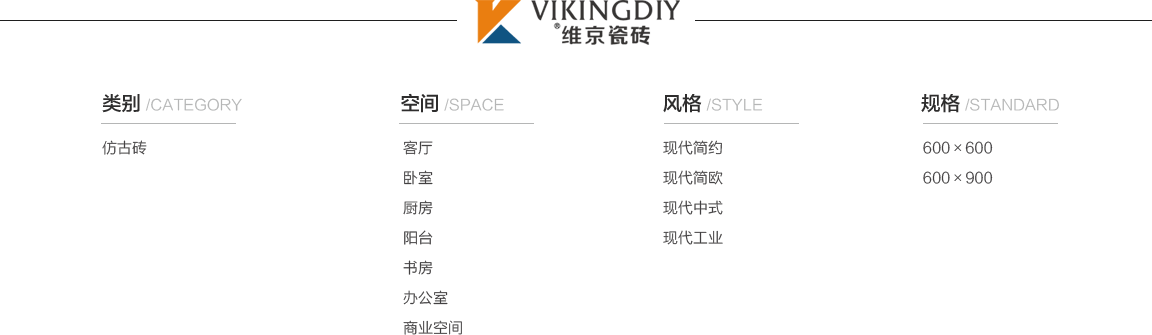 VIKINGDIY
®维京瓷砖
类别 /CATEGORY
仿古砖
空间 /SPACE
客厅
卧室
厨房
阳台
书房
办公室
商业空间
风格 /STYLE
现代简约
现代简欧
现代中式
现代工业
规格 /STANDARD
600×600
600×900